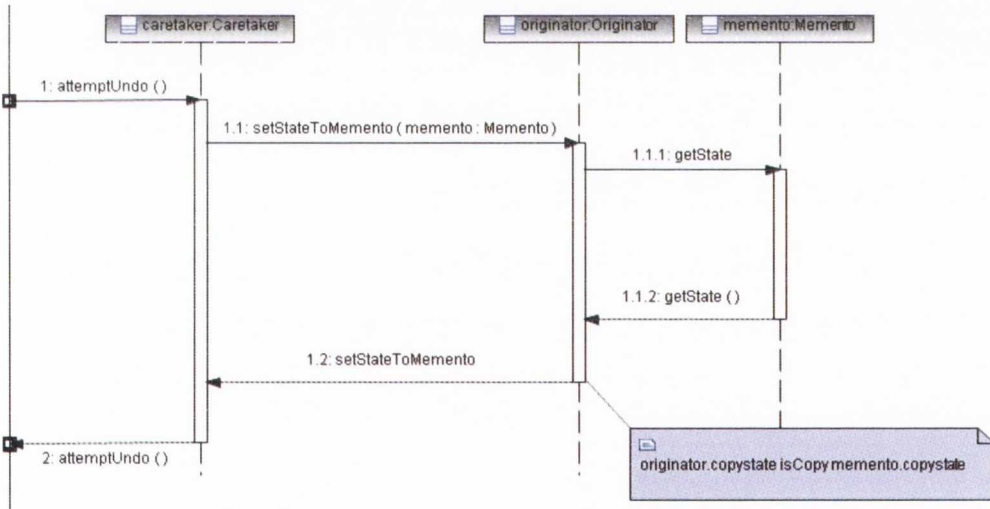 caretaker:Caretaker
originator:Originator
memento:Memento
1: attemptUndo ( )
1.1: setStateToMemento ( memento : Memento )
1.1.1: getState
1.1.2: getState ( )
1.2: setStateToMemento
2: attemptUndo ( )
originator.copystate isCopy memento.copystate